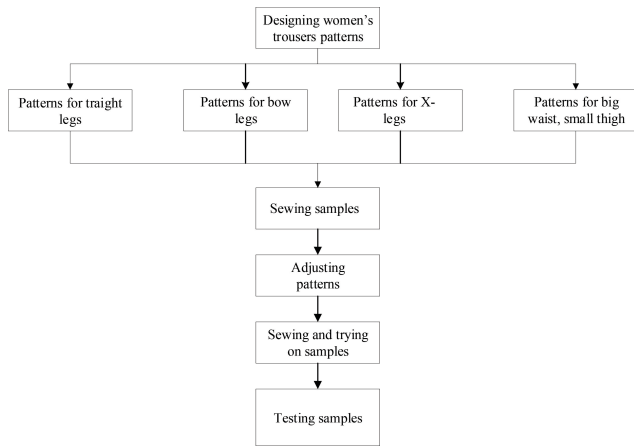 Designing women’s
trousers patterns
Patterns for traight
legs
Patterns for bow
legs
Patterns for X-
legs
Patterns for big
waist, small thigh
Sewing samples
Adjusting
patterns
Sewing and trying
on samples
Testing samples